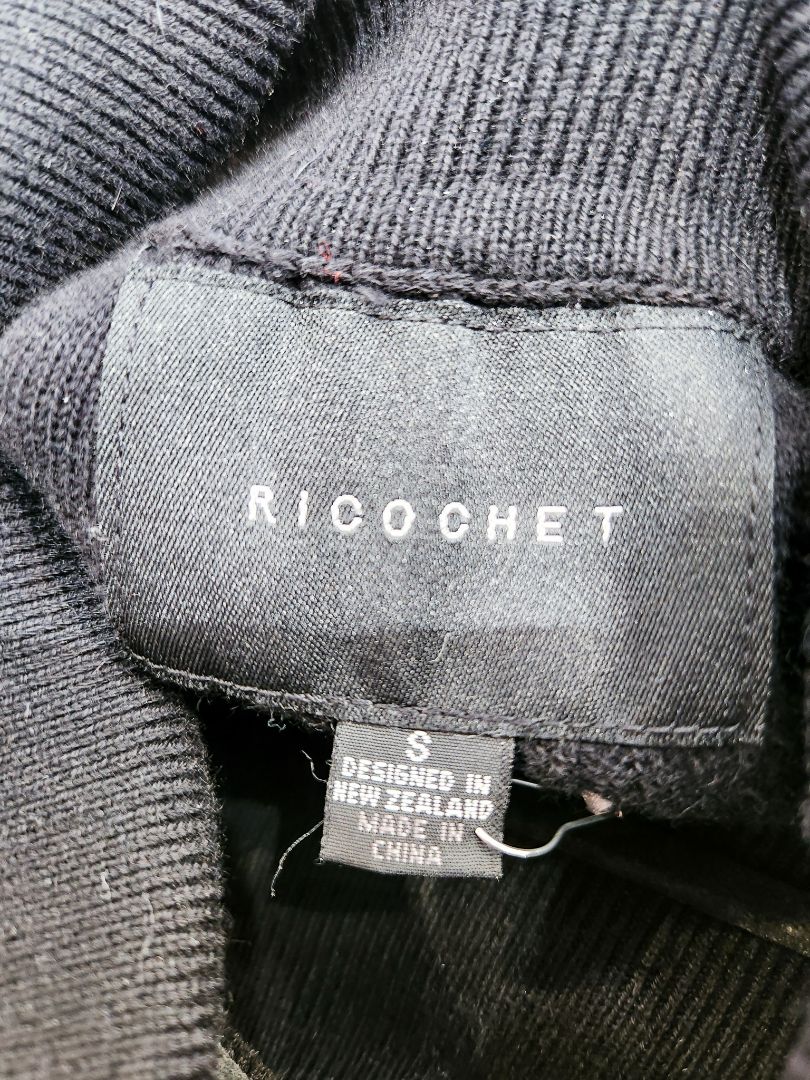 RICOCHET
S
DESIGNED IN
NEW ZEALAND
MADE IN
CHINA